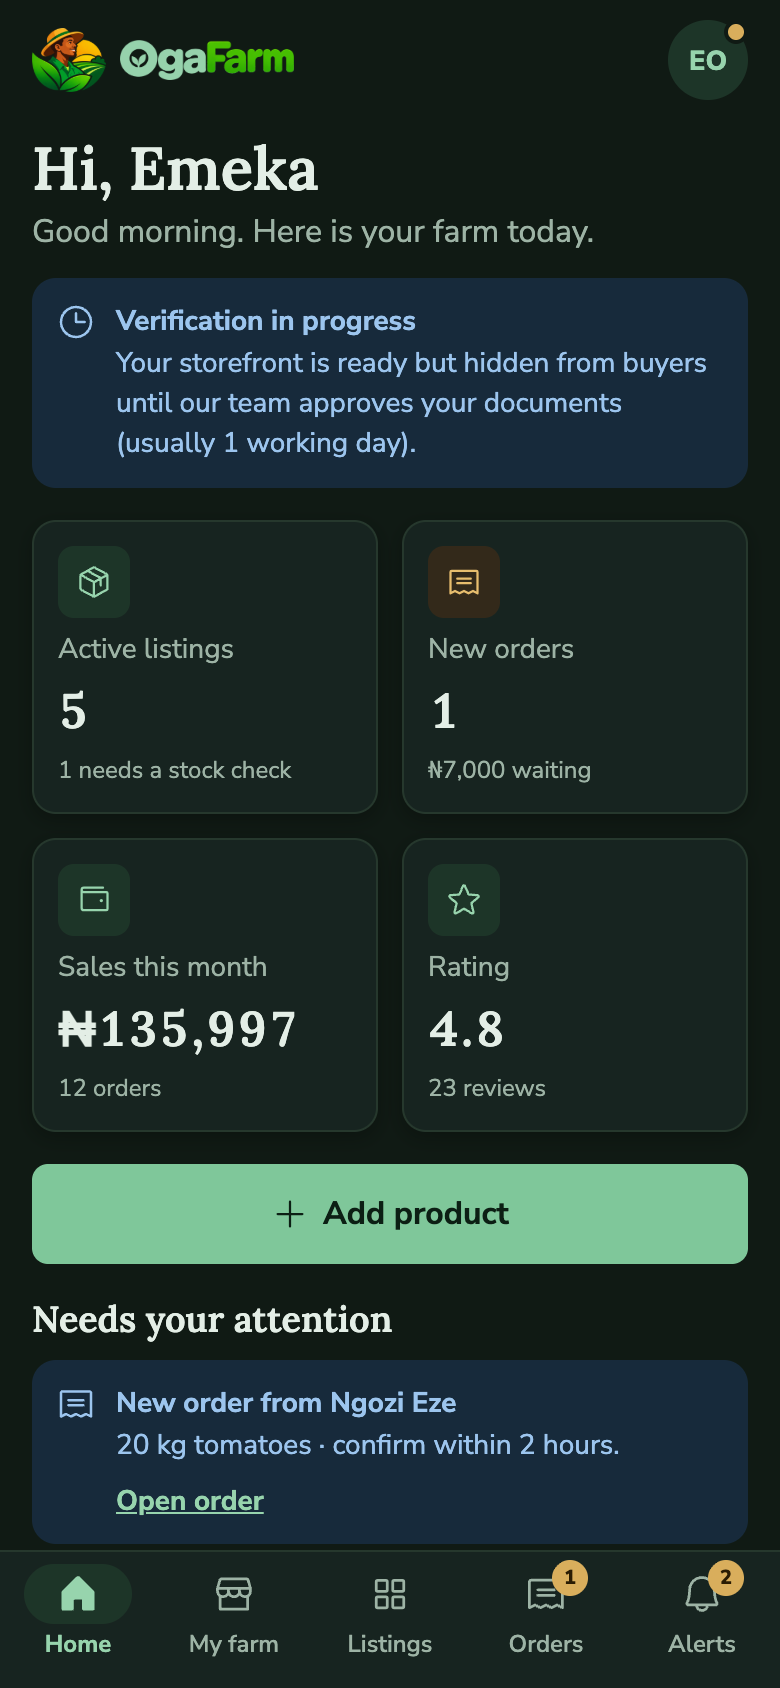 OgaFarm
EO
Hi, Emeka
Good morning. Here is your farm today.
Verification in progress
Your storefront is ready but hidden from buyers
until our team approves your documents
(usually 1 working day).
Active listings
5
1 needs a stock check
New orders
1
₦7,000 waiting
Sales this month
₦135,997
12 orders
Rating
4.8
23 reviews
Add product
Needs your attention
New order from Ngozi Eze
20 kg tomatoes · confirm within 2 hours.
Open order
Home
My farm
Listings
1
Orders
2
Alerts